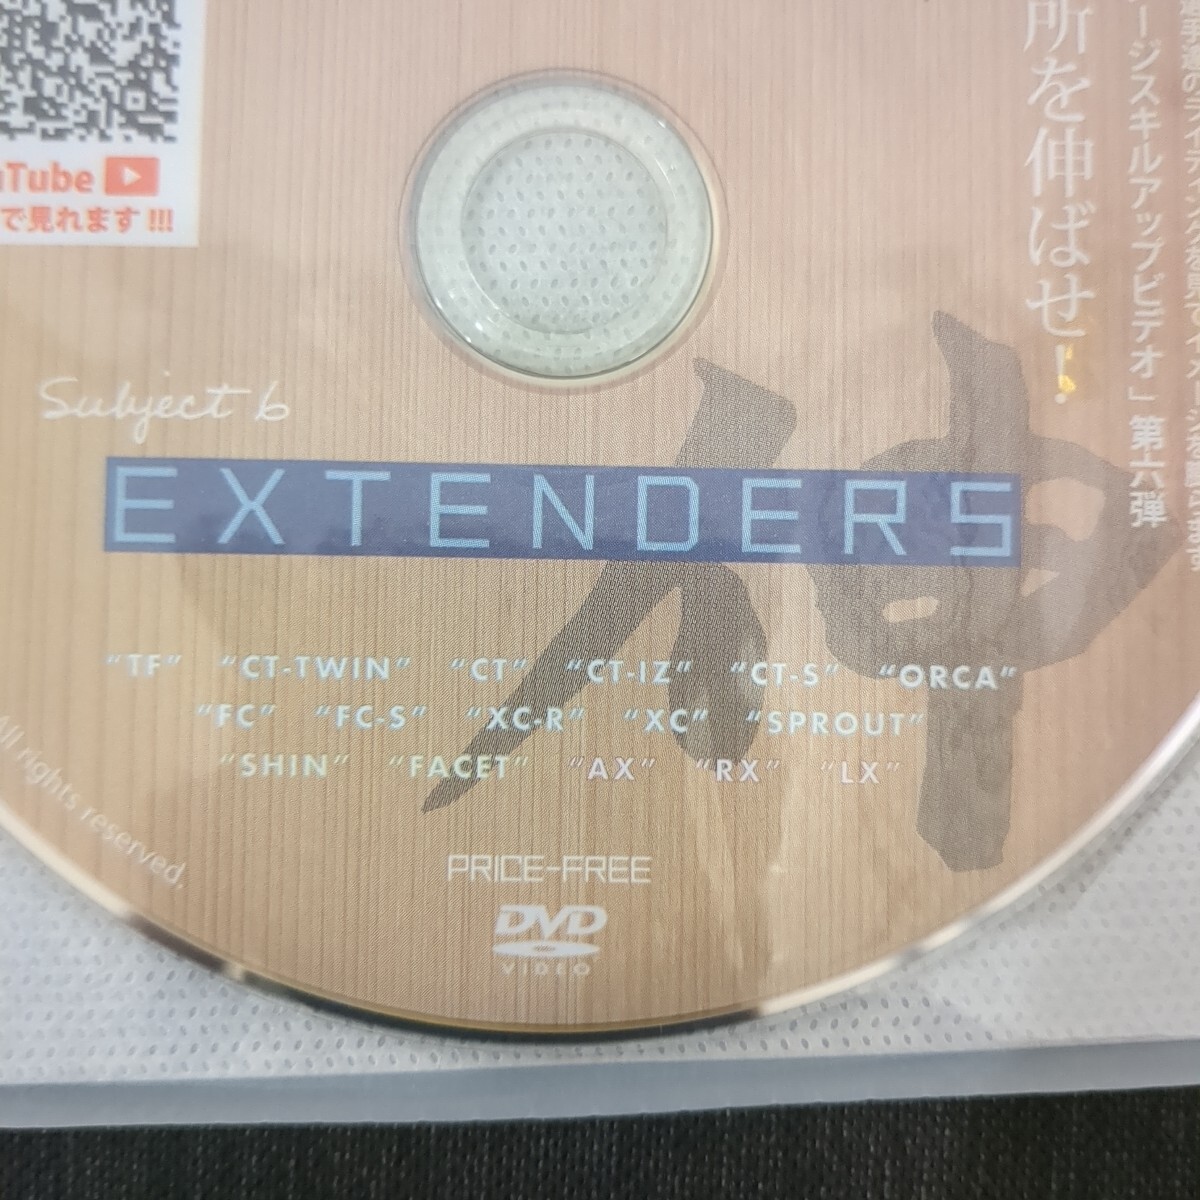 uTube
で見れます!!!
所を伸ばせ!
ージスキルアップビデオ」第六弾
Subject 6
伸
EXTENDERS
"TF" "CT-TWIN" "CT" "CT-IZ" "CT-S" "ORCA"
"FC" "FC-S" "XC-R" "XC" "SPROUT"
"SHIN" "FACET" "AX" "RX" "LX"
All rights reserved.
PRICE-FREE
DVD
VIDEO